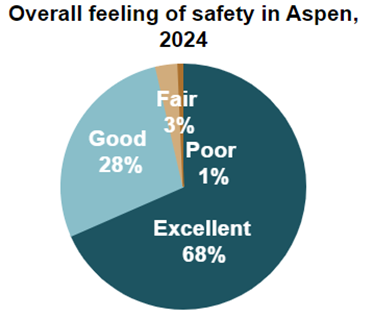 Overall feeling of safety in Aspen,
2024
Fair
3%
Good
28%
Poor
1%
Excellent
68%